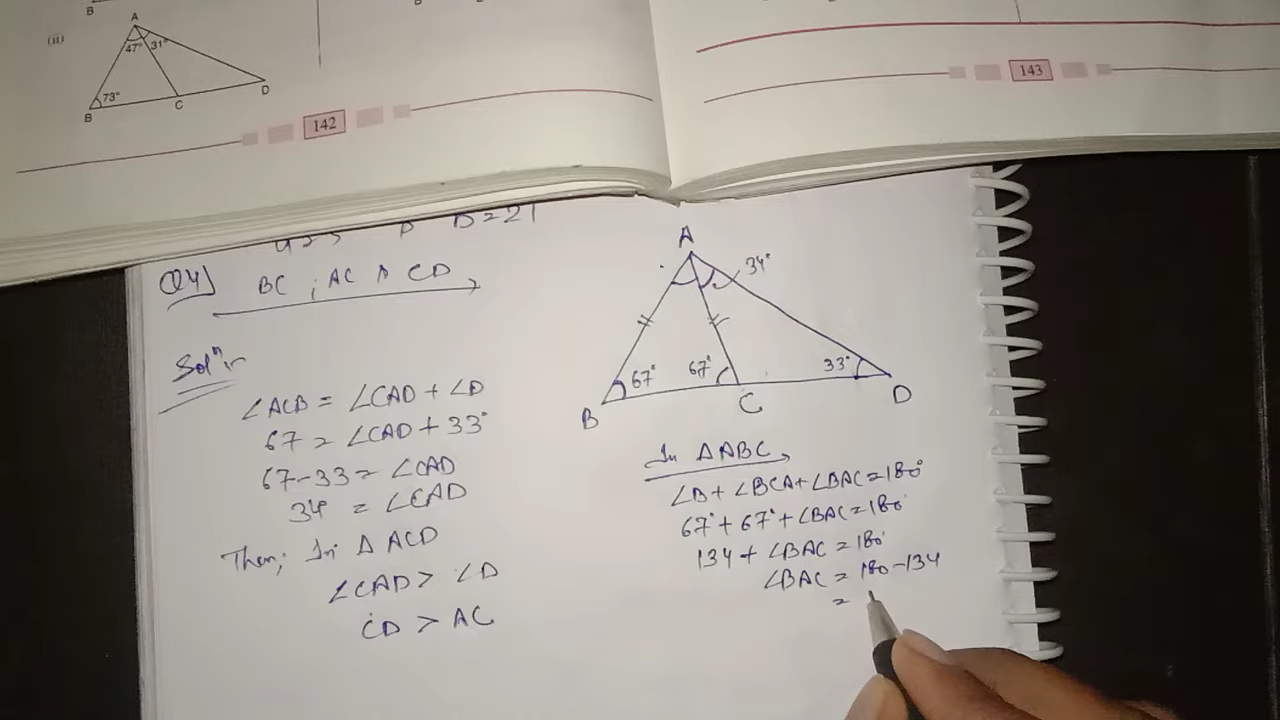 B
(ii)
A
47° 31°
73°
B
C
D
142
143
D=21
Q4) BC ; AC & CD
Solⁿ:-
∠ACB = ∠CAD + ∠D
67 = ∠CAD + 33°
67-33 = ∠CAD
34 = ∠CAD
Then; In Δ ACD
∠CAD > ∠D
CD > AC
A
34°
67°
67°
33°
B
C
D
In ΔABC
∠B + ∠BCA + ∠BAC = 180°
67° + 67° + ∠BAC = 180°
134 + ∠BAC = 180°
∠BAC = 180-134
=